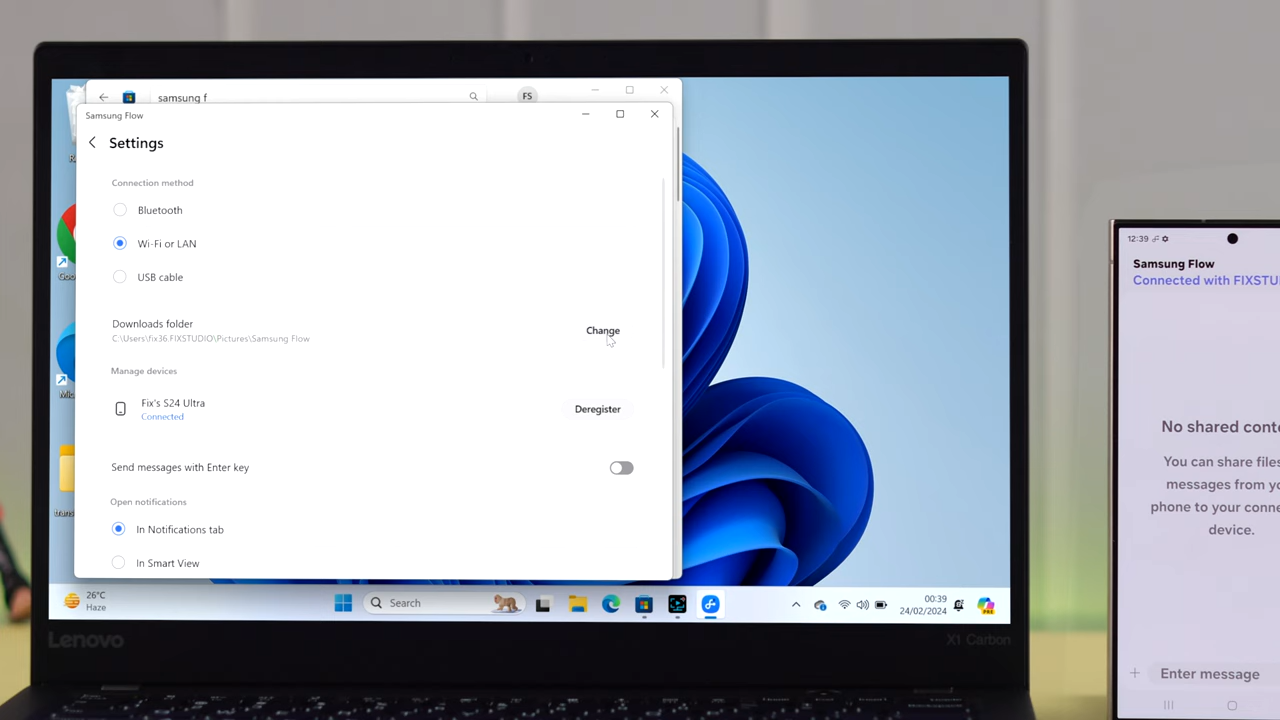 samsung f
FS
Samsung Flow
Settings
Connection method
Bluetooth
Wi-Fi or LAN
USB cable
Downloads folder
C:\Users\fix36.FIXSTUDIO\Pictures\Samsung Flow
Change
Manage devices
Fix's S24 Ultra
Connected
Deregister
Send messages with Enter key
Open notifications
In Notifications tab
In Smart View
26°C
Haze
Search
00:39
24/02/2024
PRE
Lenovo
X1 Carbon
12:39
Samsung Flow
Connected with FIXSTU
No shared conte
You can share files
messages from yo
phone to your conne
device.
Enter message